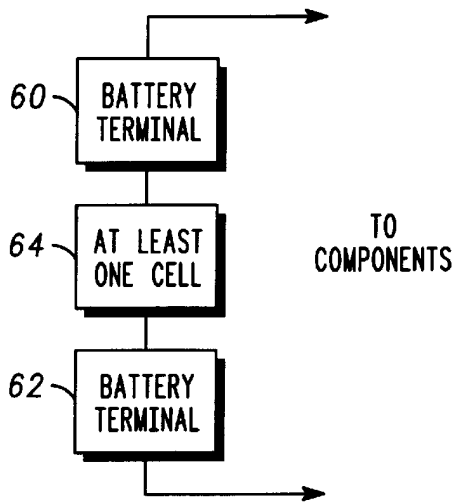 60
BATTERY
TERMINAL
64
AT LEAST
ONE CELL
TO
COMPONENTS
62
BATTERY
TERMINAL